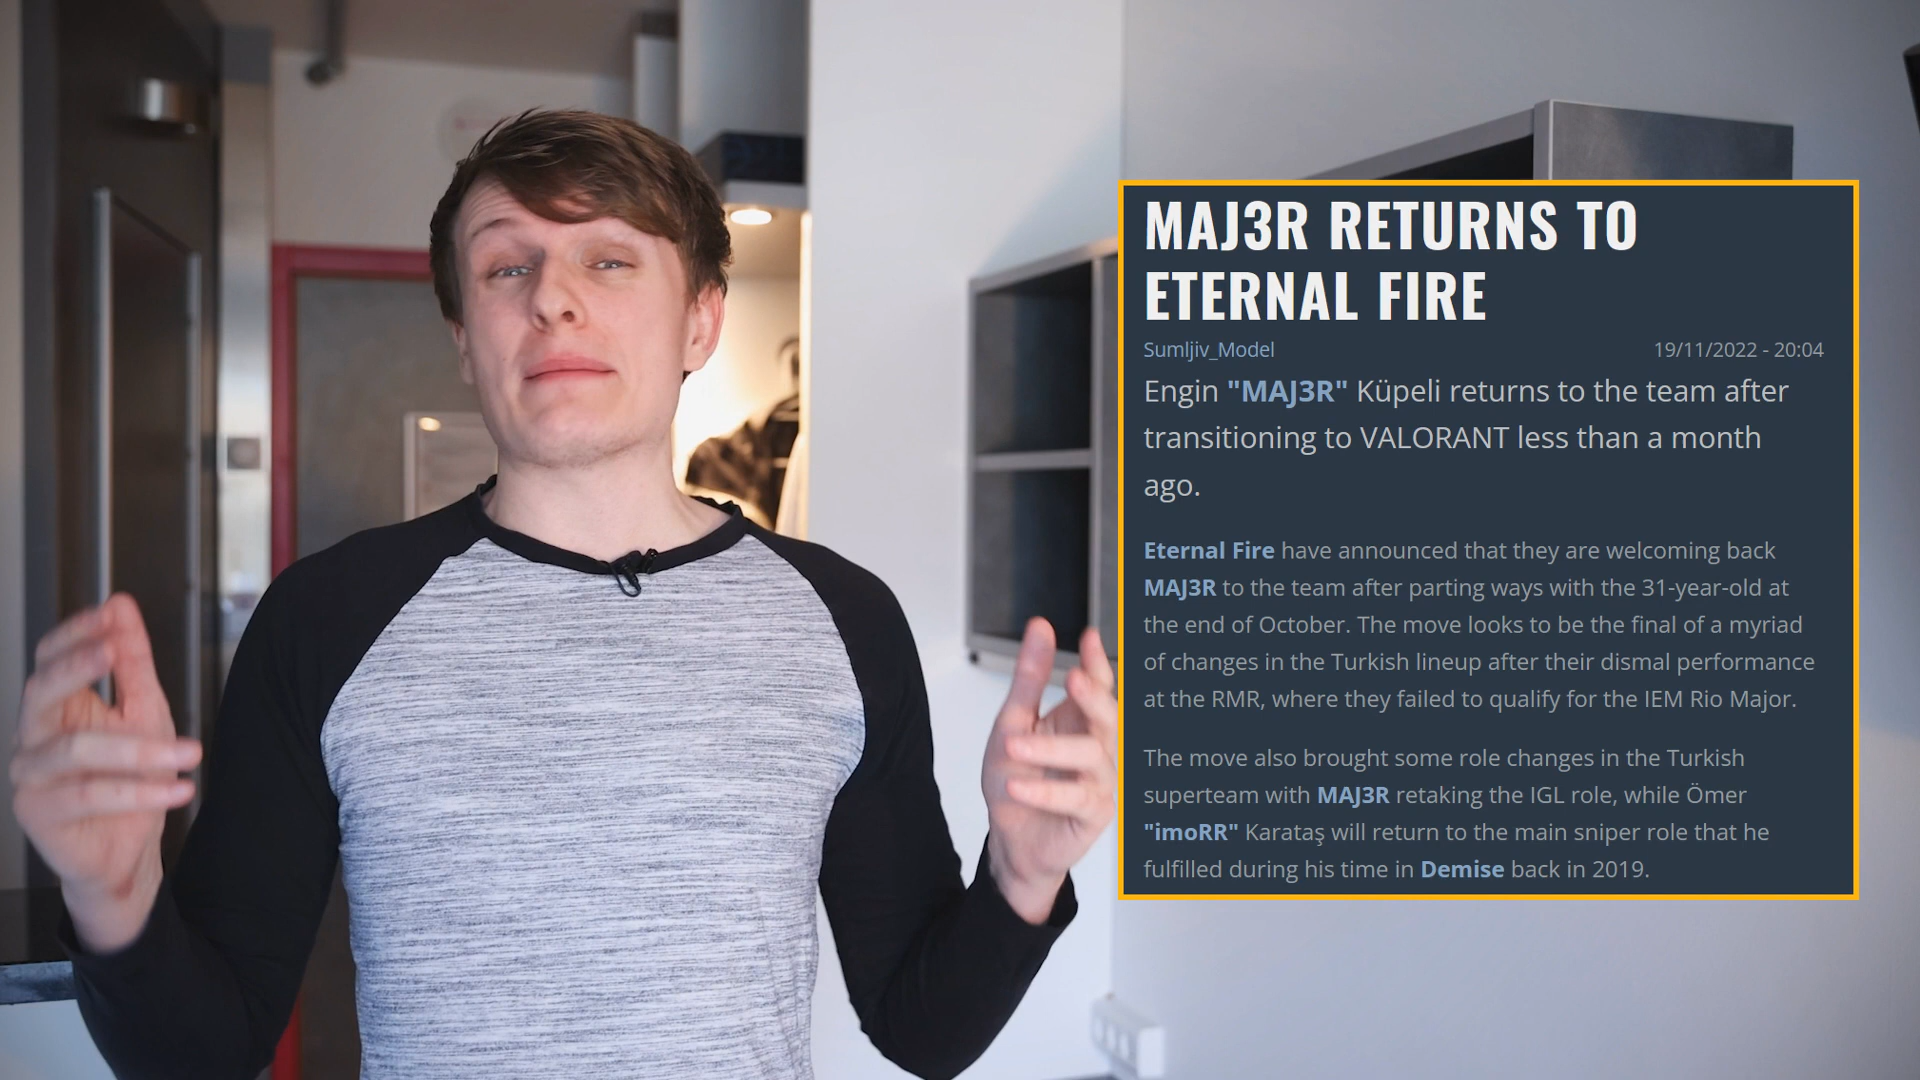 MAJ3R RETURNS TO
ETERNAL FIRE
Sumljiv_Model 19/11/2022 - 20:04
Engin "MAJ3R" Küpeli returns to the team after
transitioning to VALORANT less than a month
ago.
Eternal Fire have announced that they are welcoming back
MAJ3R to the team after parting ways with the 31-year-old at
the end of October. The move looks to be the final of a myriad
of changes in the Turkish lineup after their dismal performance
at the RMR, where they failed to qualify for the IEM Rio Major.
The move also brought some role changes in the Turkish
superteam with MAJ3R retaking the IGL role, while Ömer
"imoRR" Karataş will return to the main sniper role that he
fulfilled during his time in Demise back in 2019.